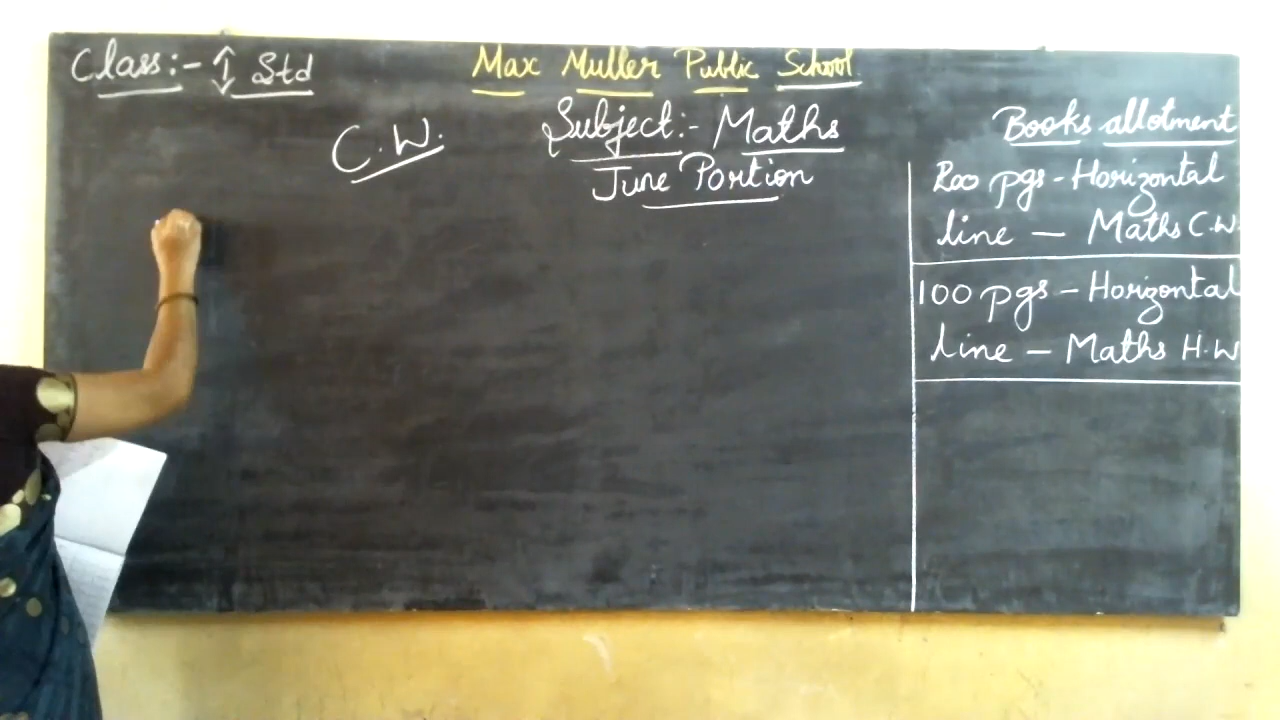 Class:- I Std
Max Muller Public School
C.W.
Subject:- Maths
June Portion
Books allotment
200 pgs - Horizontal
line — Maths C.W.
100 pgs - Horizontal
line — Maths H.W